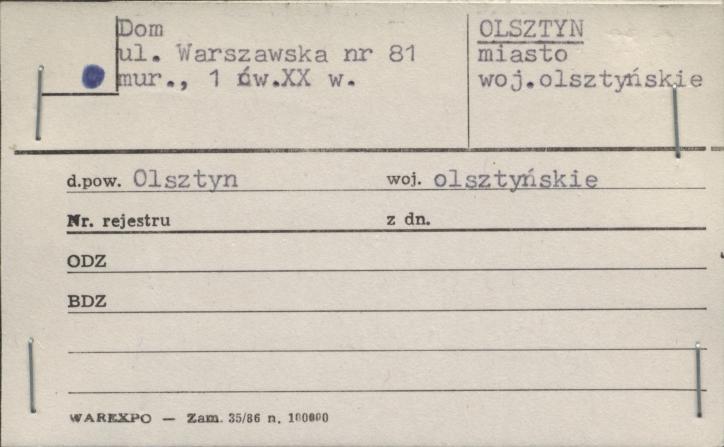 Dom
ul. Warszawska nr 81
mur., 1 ćw.XX w.
OLSZTYN
miasto
woj.olsztyńskie
d.pow. Olsztyn woj. olsztyńskie
Nr. rejestru z dn.
ODZ
BDZ
WAREXPO — Zam. 35/86 n. 100000